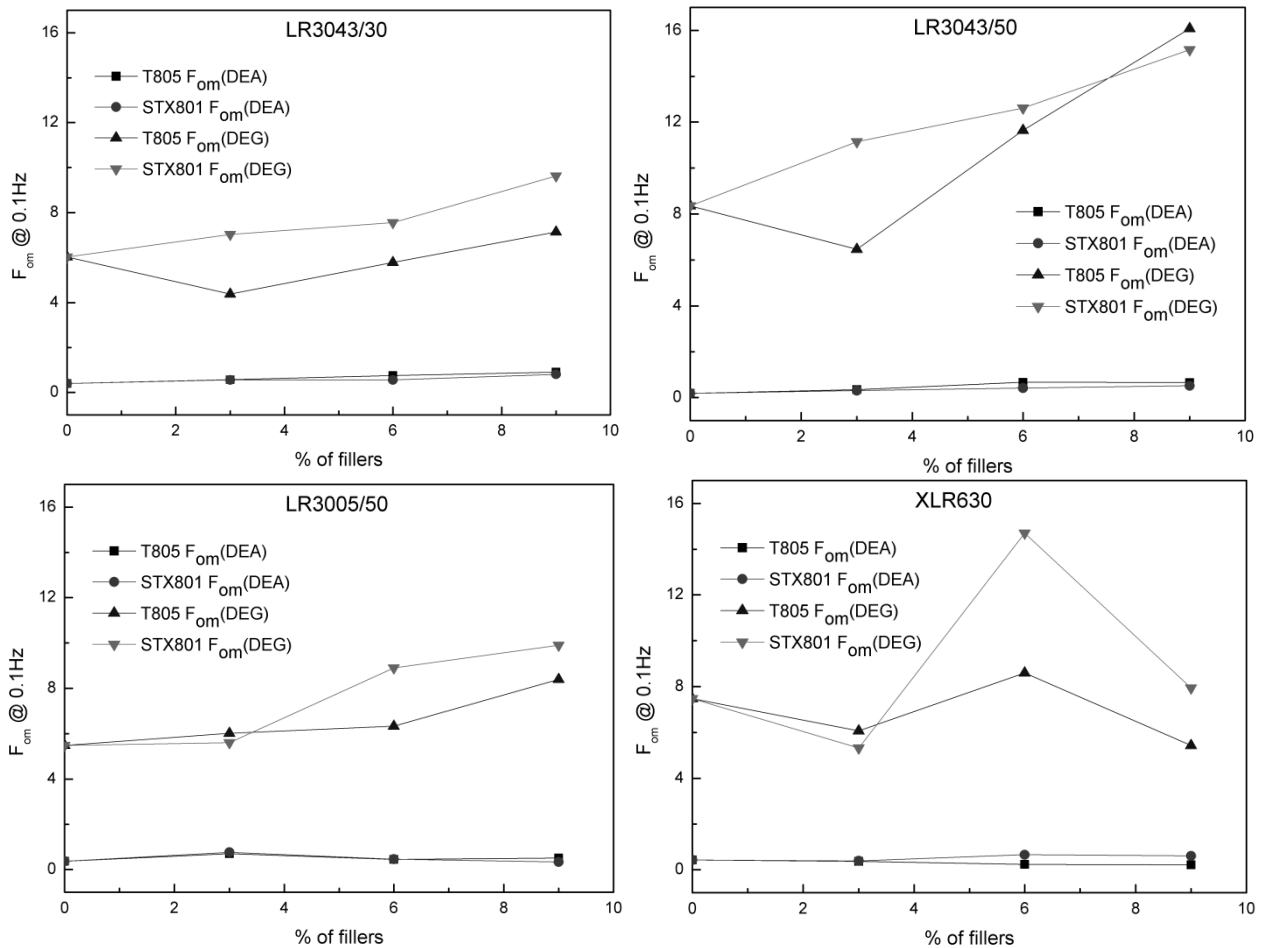 LR3043/30
16
T805 Fom(DEA)
STX801 Fom(DEA)
12
T805 Fom(DEG)
STX801 Fom(DEG)
8
4
0
Fom @ 0.1Hz
0 2 4 6 8 10
% of fillers
LR3043/50
16
12
8
T805 Fom(DEA)
STX801 Fom(DEA)
T805 Fom(DEG)
4
STX801 Fom(DEG)
0
Fom @ 0.1Hz
0 2 4 6 8 10
% of fillers
LR3005/50
16
T805 Fom(DEA)
STX801 Fom(DEA)
12
T805 Fom(DEG)
STX801 Fom(DEG)
8
4
0
Fom @ 0.1Hz
0 2 4 6 8 10
% of fillers
XLR630
16
T805 Fom(DEA)
STX801 Fom(DEA)
12
T805 Fom(DEG)
STX801 Fom(DEG)
8
4
0
Fom @ 0.1Hz
0 2 4 6 8 10
% of fillers